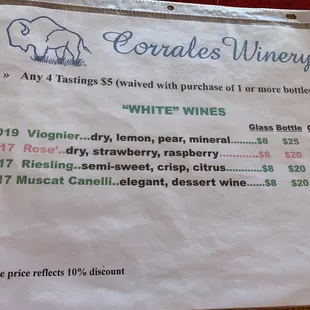 Corrales Winery
» Any 4 Tastings $5 (waived with purchase of 1 or more bottles
“WHITE” WINES
Glass Bottle
019 Viognier...dry, lemon, pear, mineral.........$8 $25
17 Rose’..dry, strawberry, raspberry..............$8 $20
17 Riesling..semi-sweet, crisp, citrus...........$8 $20
17 Muscat Canelli..elegant, dessert wine......$8 $20
e price reflects 10% discount